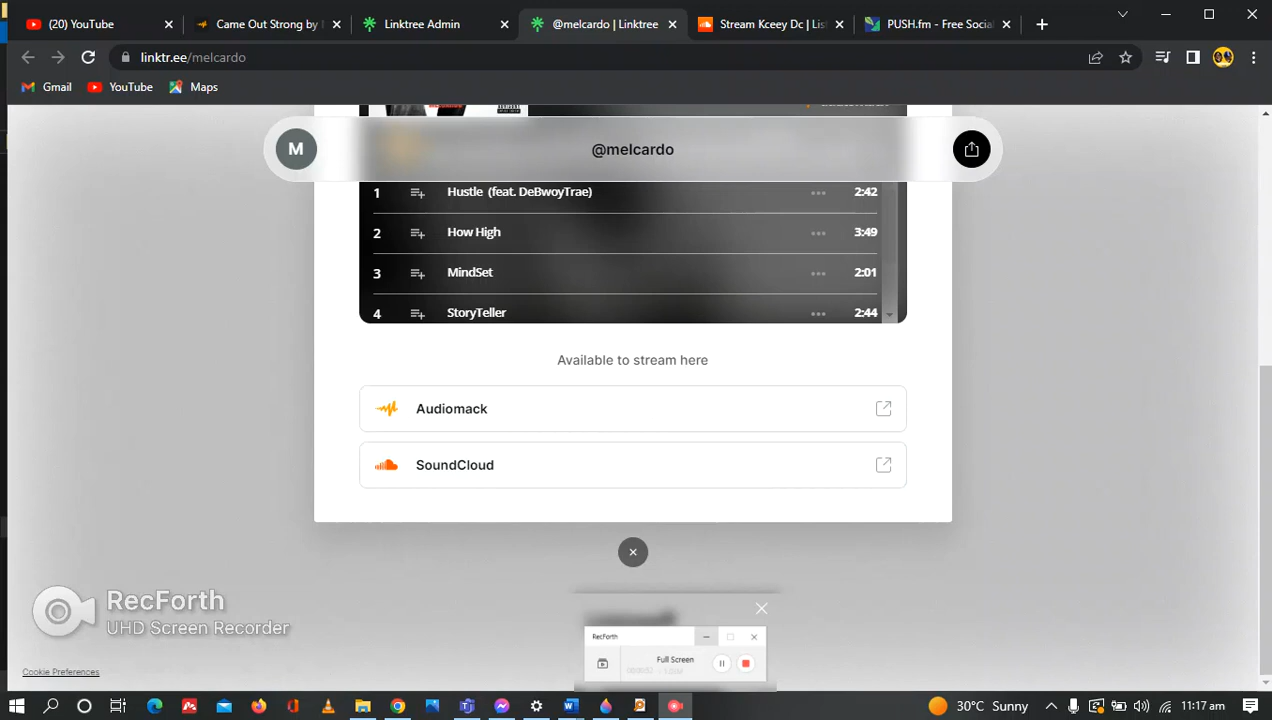 (20) YouTube
Came Out Strong by
Linktree Admin
@melcardo | Linktree
Stream Kceey Dc | Lis
PUSH.fm - Free Social
linktr.ee/melcardo
Gmail
YouTube
Maps
M
@melcardo
1 Hustle (feat. DeBwoyTrae) 2:42
2 How High 3:49
3 MindSet 2:01
4 StoryTeller 2:44
Available to stream here
Audiomack
SoundCloud
RecForth
UHD Screen Recorder
RecForth
Full Screen
Cookie Preferences
30°C Sunny
11:17 am